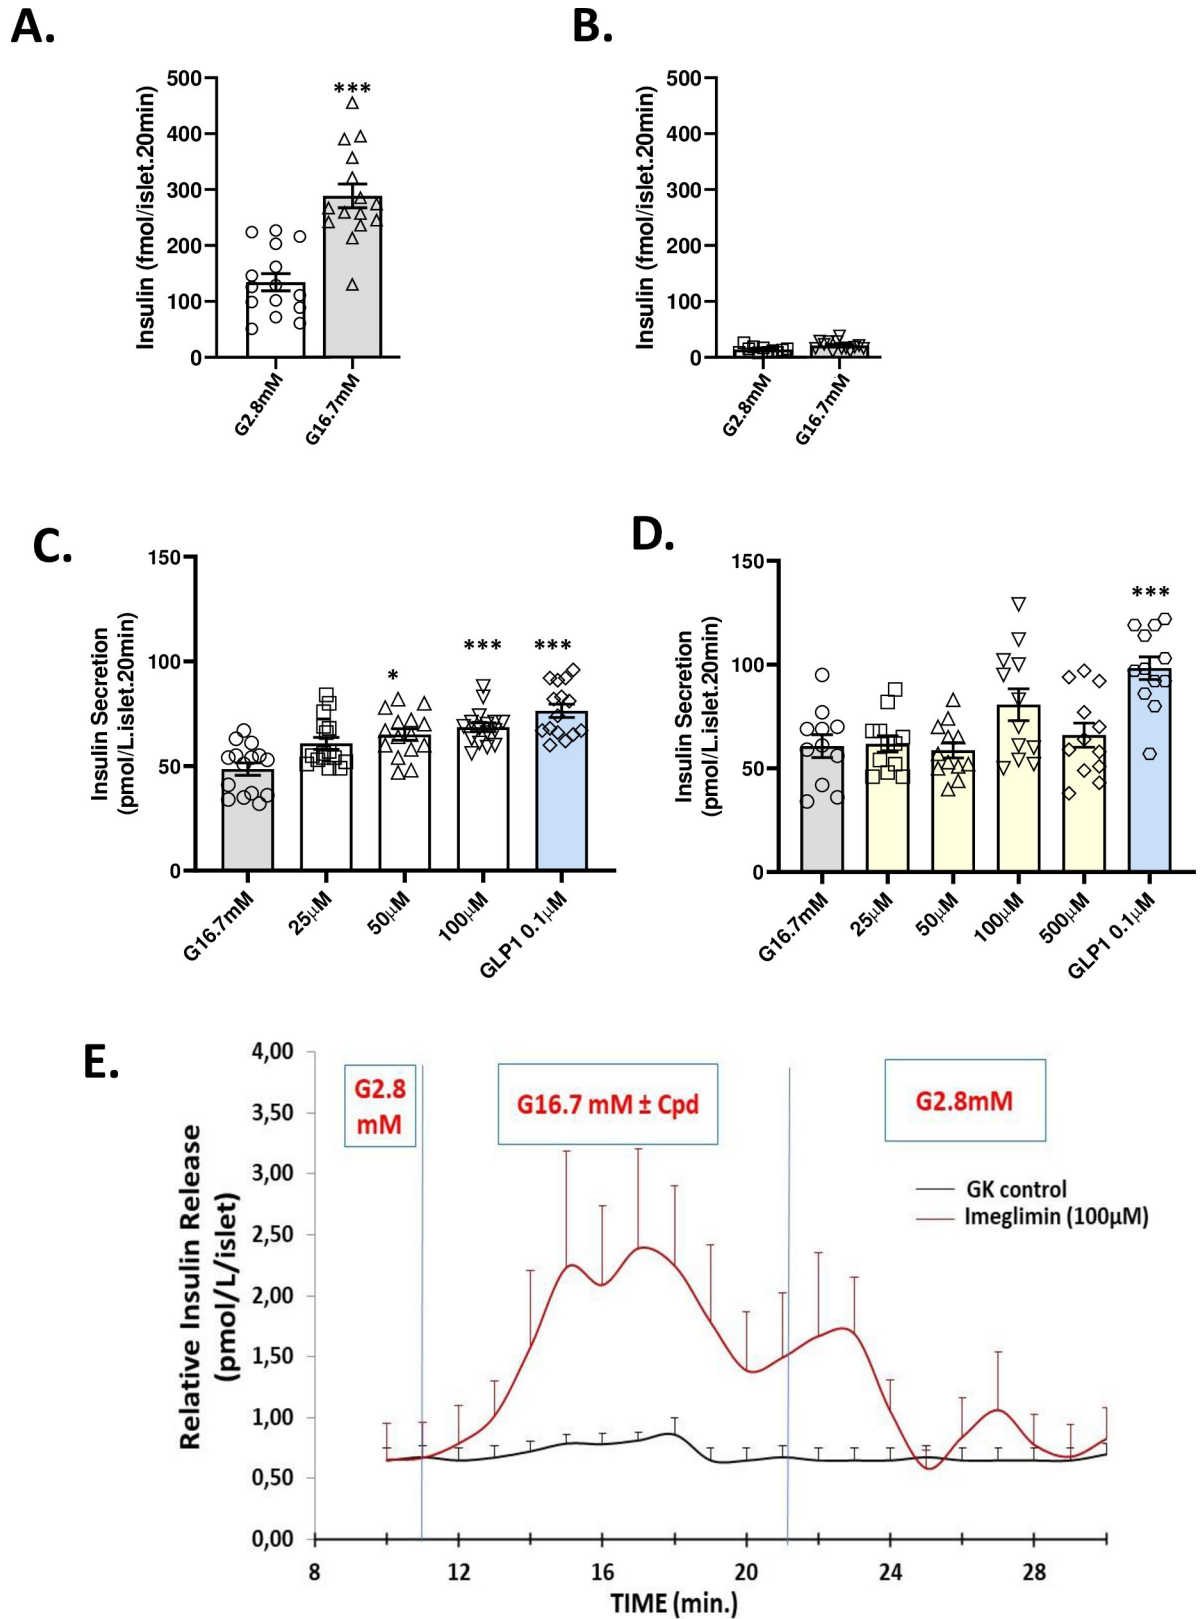 A.
B.
Insulin (fmol/islet.20min)
500
400
300
200
100
0
***
G2.8mM
G16.7mM
Insulin (fmol/islet.20min)
500
400
300
200
100
0
G2.8mM
G16.7mM
C.
D.
Insulin Secretion
(pmol/L.islet.20min)
150
100
50
0
*
***
***
G16.7mM
25µM
50µM
100µM
GLP1 0.1µM
Insulin Secretion
(pmol/L.islet.20min)
150
100
50
0
***
G16.7mM
25µM
50µM
100µM
500µM
GLP1 0.1µM
E.
Relative Insulin Release
(pmol/L/islet)
4,00
3,50
3,00
2,50
2,00
1,50
1,00
0,50
0,00
G2.8
mM
G16.7 mM ± Cpd
G2.8mM
GK control
Imeglimin (100µM)
8
12
16
20
24
28
TIME (min.)